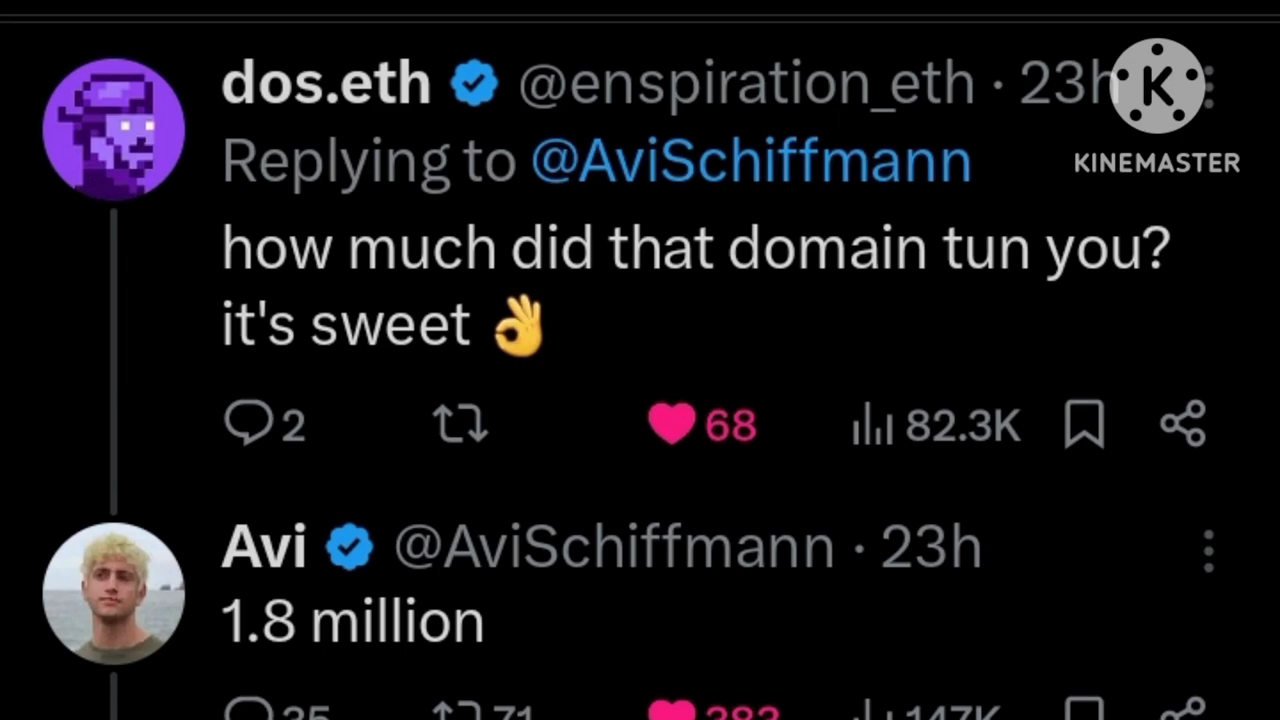 dos.eth @enspiration_eth · 23h
KINEMASTER
Replying to @AviSchiffmann
how much did that domain tun you?
it's sweet 👌
2 68 82.3K
Avi @AviSchiffmann · 23h
1.8 million
35 71 383 147K